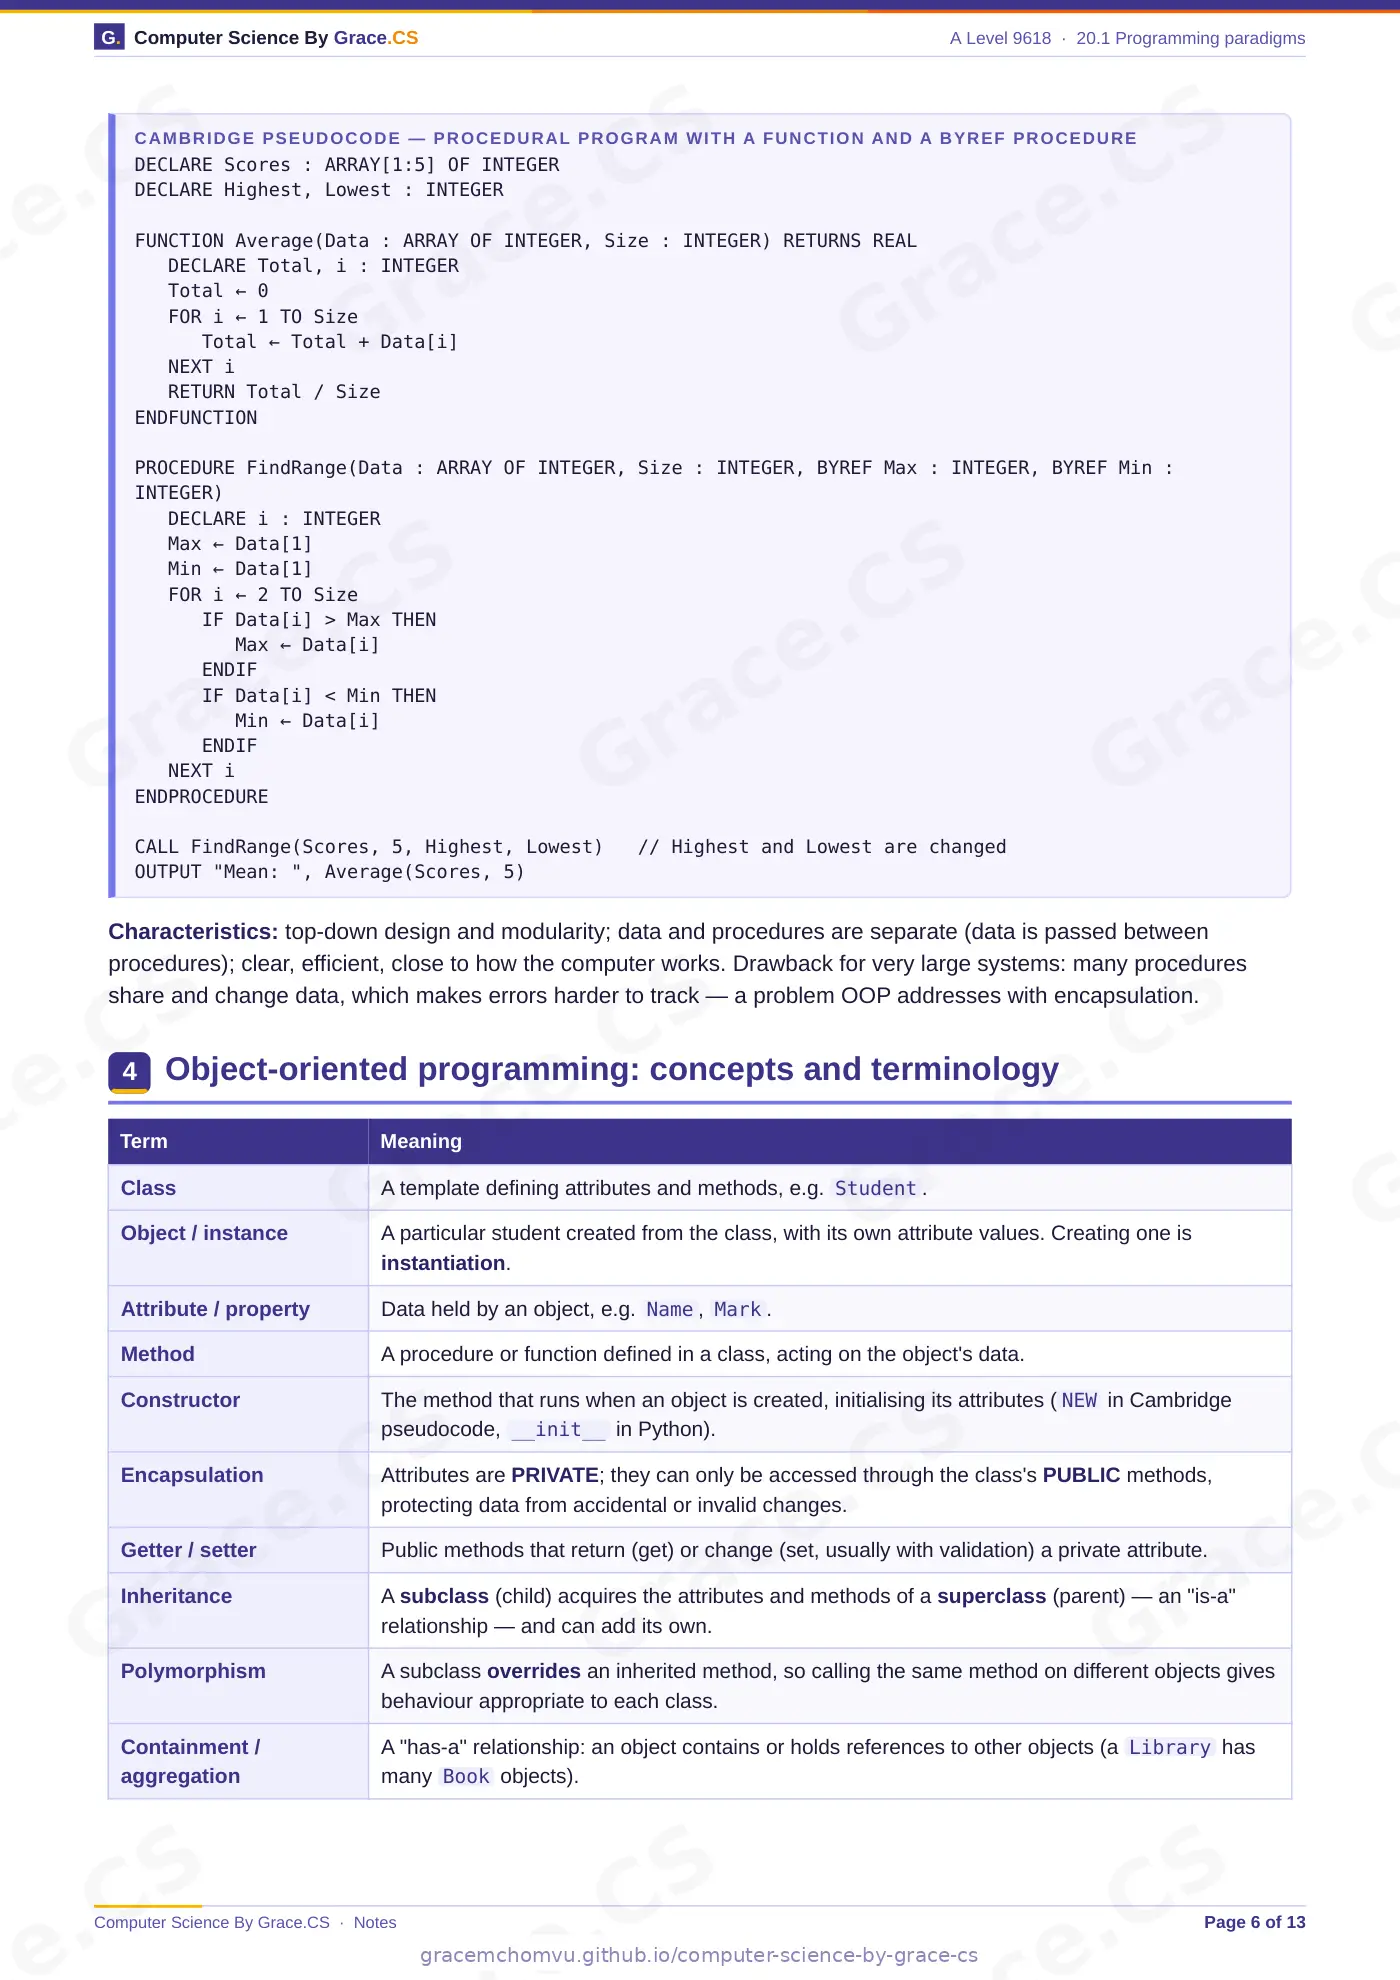 G. Computer Science By Grace.CS
A Level 9618 · 20.1 Programming paradigms
CAMBRIDGE PSEUDOCODE — PROCEDURAL PROGRAM WITH A FUNCTION AND A BYREF PROCEDURE
DECLARE Scores : ARRAY[1:5] OF INTEGER
DECLARE Highest, Lowest : INTEGER
FUNCTION Average(Data : ARRAY OF INTEGER, Size : INTEGER) RETURNS REAL
   DECLARE Total, i : INTEGER
   Total ← 0
   FOR i ← 1 TO Size
      Total ← Total + Data[i]
   NEXT i
   RETURN Total / Size
ENDFUNCTION
PROCEDURE FindRange(Data : ARRAY OF INTEGER, Size : INTEGER, BYREF Max : INTEGER, BYREF Min :
INTEGER)
   DECLARE i : INTEGER
   Max ← Data[1]
   Min ← Data[1]
   FOR i ← 2 TO Size
      IF Data[i] > Max THEN
         Max ← Data[i]
      ENDIF
      IF Data[i] < Min THEN
         Min ← Data[i]
      ENDIF
   NEXT i
ENDPROCEDURE
CALL FindRange(Scores, 5, Highest, Lowest)   // Highest and Lowest are changed
OUTPUT "Mean: ", Average(Scores, 5)
Characteristics: top-down design and modularity; data and procedures are separate (data is passed between
procedures); clear, efficient, close to how the computer works. Drawback for very large systems: many procedures
share and change data, which makes errors harder to track — a problem OOP addresses with encapsulation.
4 Object-oriented programming: concepts and terminology
Term Meaning
Class A template defining attributes and methods, e.g. Student.
Object / instance A particular student created from the class, with its own attribute values. Creating one is
instantiation.
Attribute / property Data held by an object, e.g. Name, Mark.
Method A procedure or function defined in a class, acting on the object's data.
Constructor The method that runs when an object is created, initialising its attributes (NEW in Cambridge
pseudocode, __init__ in Python).
Encapsulation Attributes are PRIVATE; they can only be accessed through the class's PUBLIC methods,
protecting data from accidental or invalid changes.
Getter / setter Public methods that return (get) or change (set, usually with validation) a private attribute.
Inheritance A subclass (child) acquires the attributes and methods of a superclass (parent) — an "is-a"
relationship — and can add its own.
Polymorphism A subclass overrides an inherited method, so calling the same method on different objects gives
behaviour appropriate to each class.
Containment / A "has-a" relationship: an object contains or holds references to other objects (a Library has
aggregation many Book objects).
Computer Science By Grace.CS · Notes
Page 6 of 13
gracemchomvu.github.io/computer-science-by-grace-cs